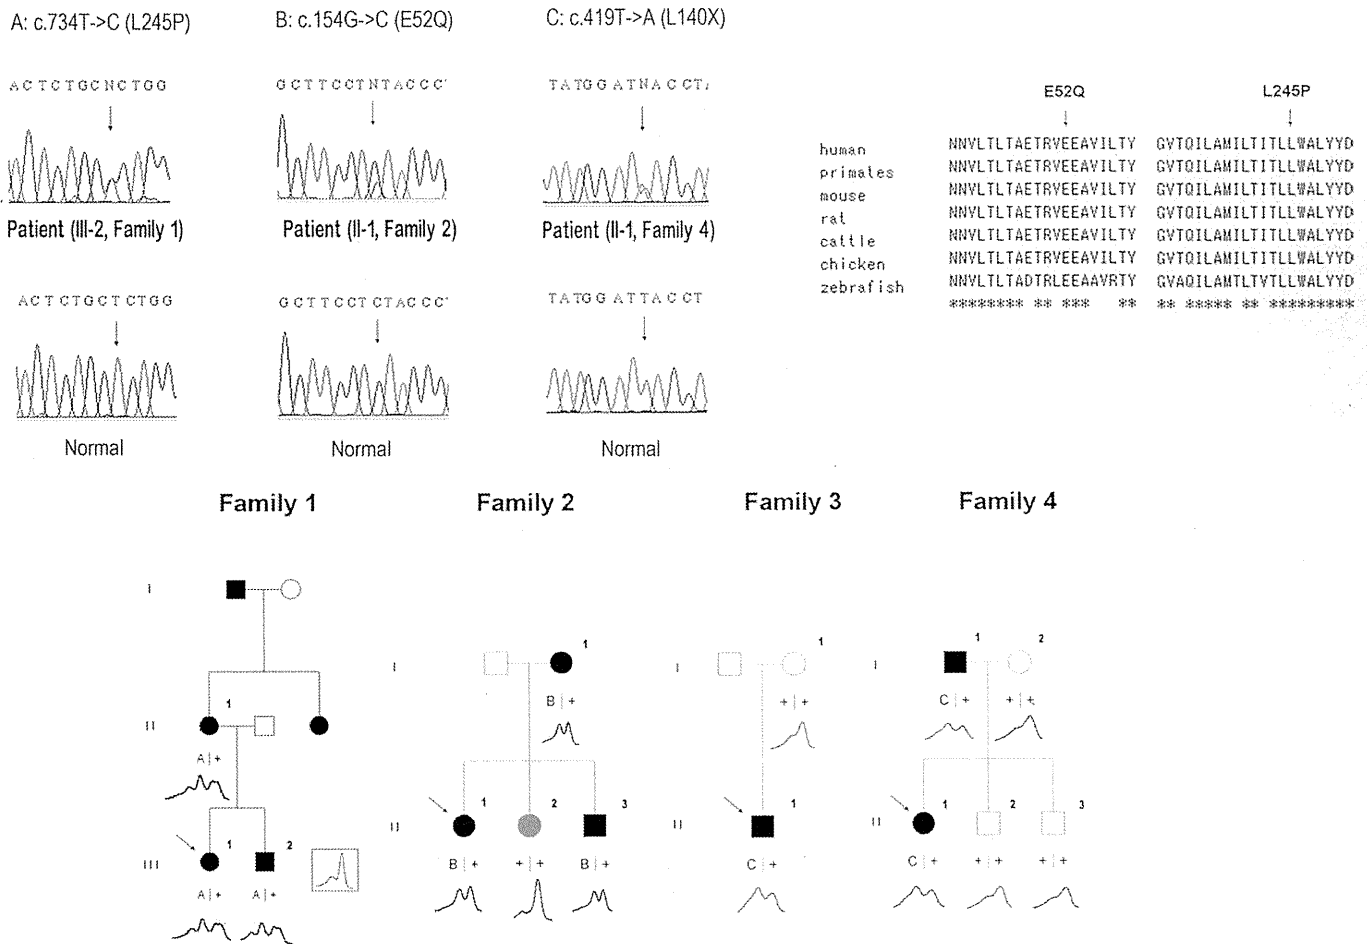 A: c.734T->C (L245P)
B: c.154G->C (E52Q)
C: c.419T->A (L140X)
ACTCTGCNCTGG
GCTTCCTNTACCC
TATGGATNACCT
Patient (III-2, Family 1)
Patient (II-1, Family 2)
Patient (II-1, Family 4)
ACTCTGCTCTGG
GCTTCCTCTACCC
TATGGATTACCT
Normal
Normal
Normal
E52Q
L245P
human NNVLTLTAETRVEEAVILTY GVTQILAMILTITLLWALYYD
primates NNVLTLTAETRVEEAVILTY GVTQILAMILTITLLWALYYD
mouse NNVLTLTAETRVEEAVILTY GVTQILAMILTITLLWALYYD
rat NNVLTLTAETRVEEAVILTY GVTQILAMILTITLLWALYYD
cattle NNVLTLTAETRVEEAVILTY GVTQILAMILTITLLWALYYD
chicken NNVLTLTAETRVEEAVILTY GVTQILAMILTITLLWALYYD
zebrafish NNVLTLTADTRLEEAAVRTY GVAQILAMTLTVTLLWALYYD
******** ** *** ** ** ***** ** *********
Family 1
Family 2
Family 3
Family 4
I
II
1
A|+
III
1
2
A|+
A|+
I
1
B|+
II
1
2
3
B|+
+|+
B|+
I
1
+|+
II
1
C|+
I
1
2
C|+
+|+
II
1
2
3
C|+
+|+
+|+